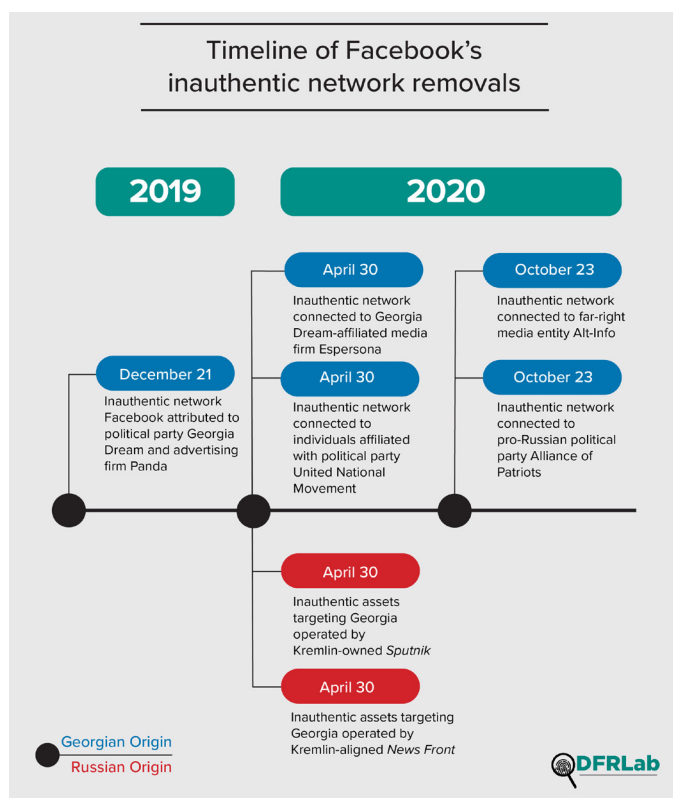 Timeline of Facebook's
inauthentic network removals
2019
2020
December 21
Inauthentic network
Facebook attributed to
political party Georgia
Dream and advertising
firm Panda
April 30
Inauthentic network
connected to Georgia
Dream-affiliated media
firm Espersona
April 30
Inauthentic network
connected to
individuals affiliated
with political party
United National
Movement
October 23
Inauthentic network
connected to far-right
media entity Alt-Info
October 23
Inauthentic network
connected to
pro-Russian political
party Alliance of
Patriots
April 30
Inauthentic assets
targeting Georgia
operated by
Kremlin-owned Sputnik
April 30
Inauthentic assets targeting
Georgia operated by
Kremlin-aligned News Front
Georgian Origin
Russian Origin
DFRLab